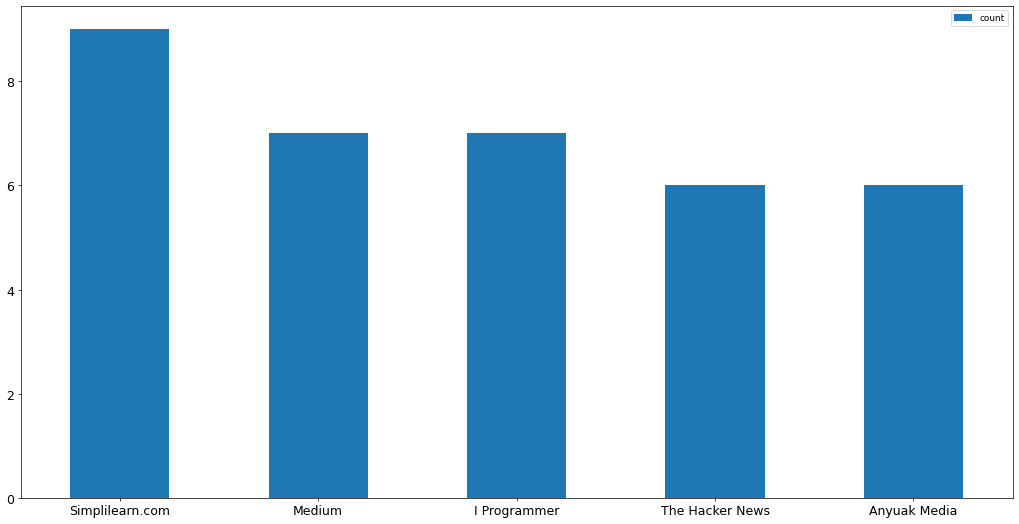 count
8
6
4
2
0
Simplilearn.com
Medium
I Programmer
The Hacker News
Anyuak Media